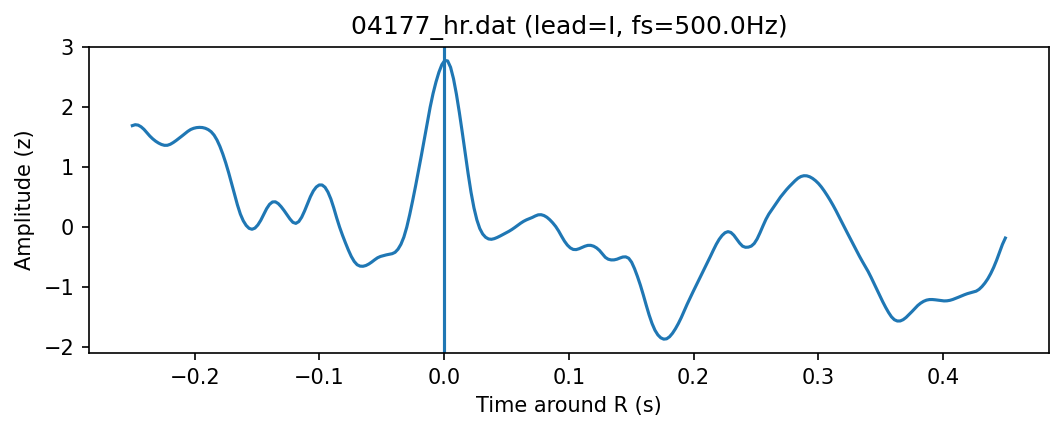 04177_hr.dat (lead=I, fs=500.0Hz)
3
2
1
0
−1
−2
Amplitude (z)
−0.2 −0.1 0.0 0.1 0.2 0.3 0.4
Time around R (s)